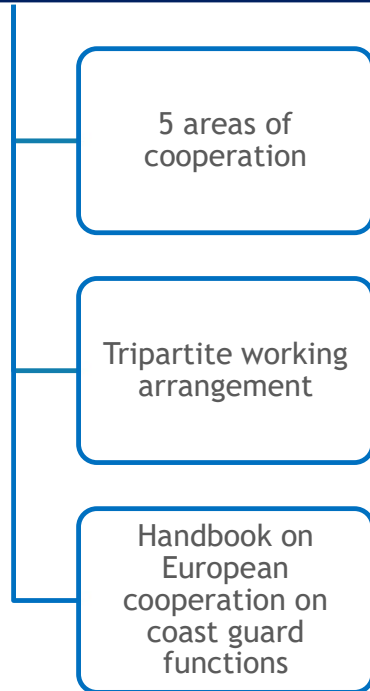 5 areas of
cooperation
Tripartite working
arrangement
Handbook on
European
cooperation on
coast guard
functions